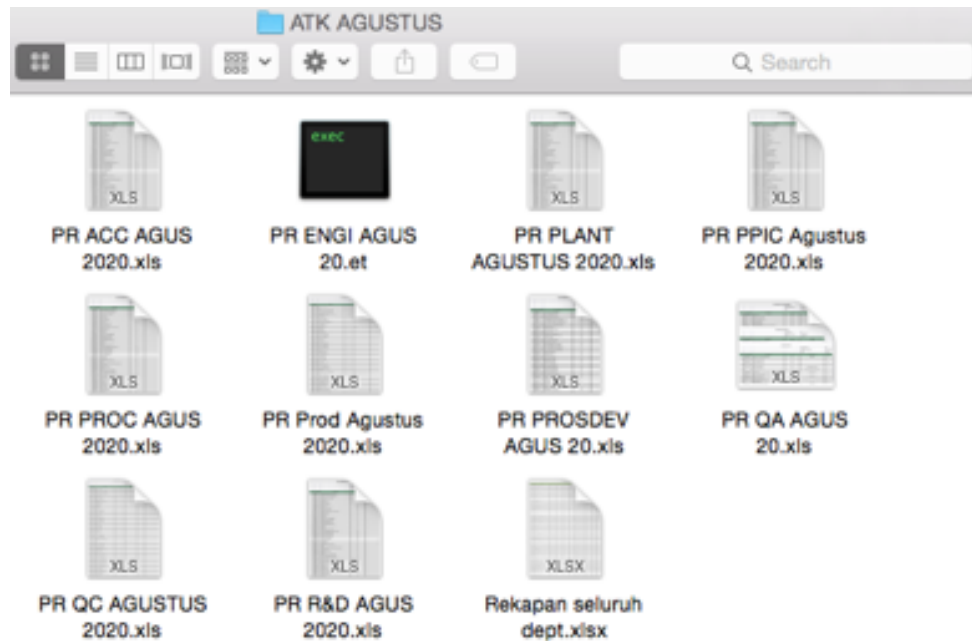 ATK AGUSTUS
Search
exec
XLS
XLS
XLS
PR ACC AGUS
2020.xls
PR ENGI AGUS
20.et
PR PLANT
AGUSTUS 2020.xls
PR PPIC Agustus
2020.xls
XLS
XLS
XLS
XLS
PR PROC AGUS
2020.xls
PR Prod Agustus
2020.xls
PR PROSDEV
AGUS 20.xls
PR QA AGUS
20.xls
XLS
XLS
XLSX
PR QC AGUSTUS
2020.xls
PR R&D AGUS
2020.xls
Rekapan seluruh
dept.xlsx